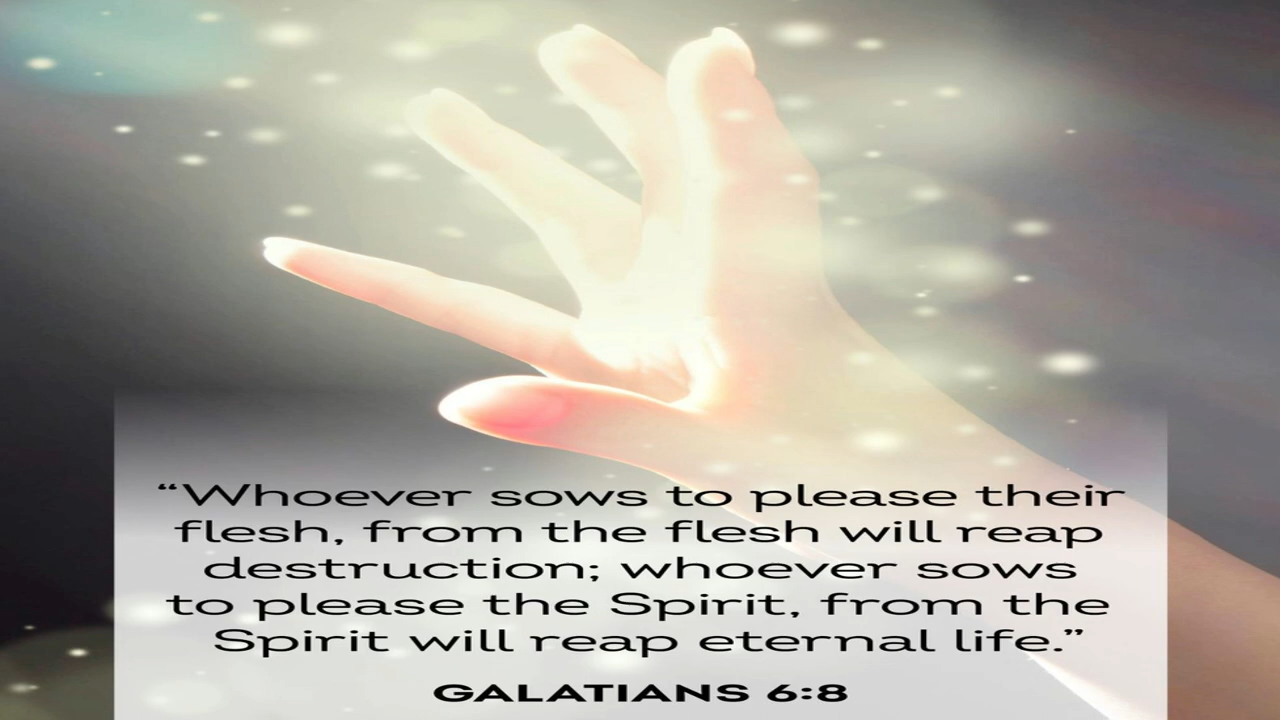 “Whoever sows to please their
flesh, from the flesh will reap
destruction; whoever sows
to please the Spirit, from the
Spirit will reap eternal life.”
GALATIANS 6:8